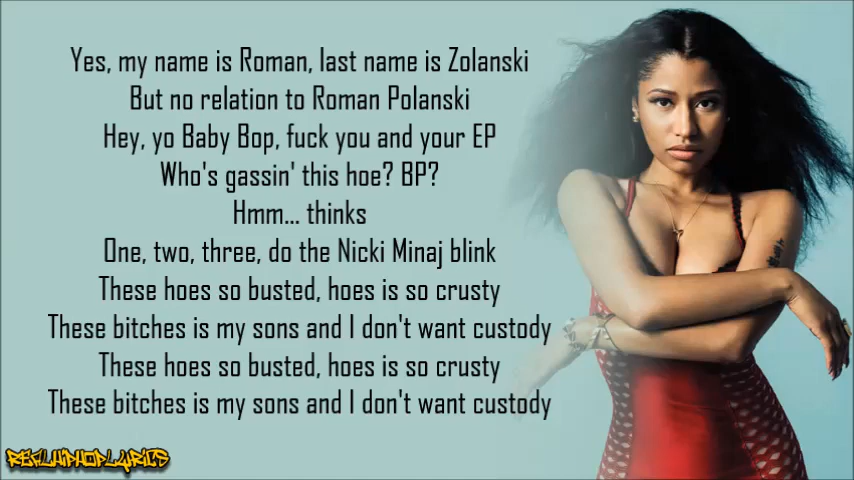 Yes, my name is Roman, last name is Zolanski
But no relation to Roman Polanski
Hey, yo Baby Bop, fuck you and your EP
Who's gassin' this hoe? BP?
Hmm... thinks
One, two, three, do the Nicki Minaj blink
These hoes so busted, hoes is so crusty
These bitches is my sons and I don't want custody
These hoes so busted, hoes is so crusty
These bitches is my sons and I don't want custody
REFLHIPHOPLYRICS